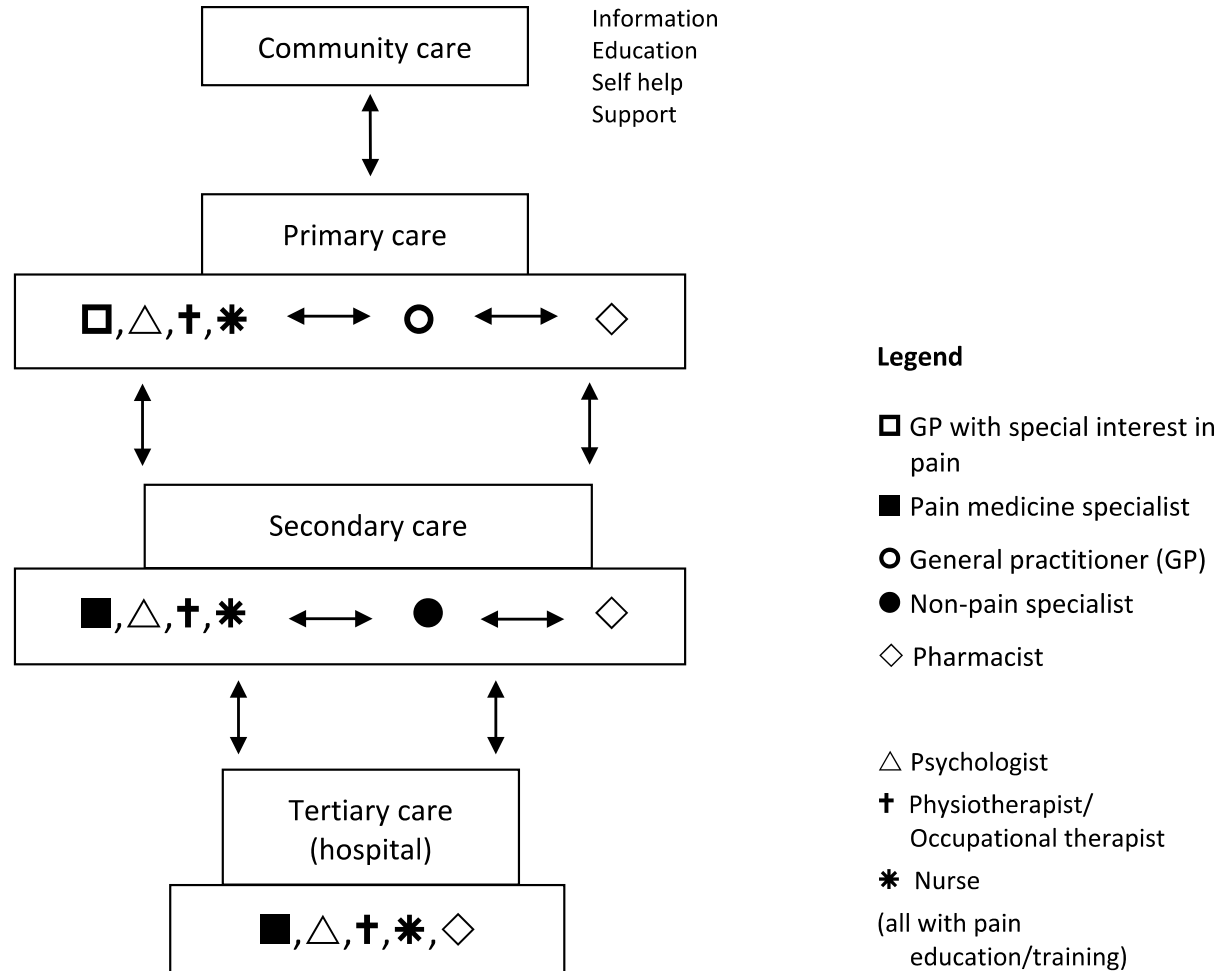 Community care
Information
Education
Self help
Support
Primary care
, , ,
Secondary care
, , ,
Tertiary care
(hospital)
, , , ,
Legend
GP with special interest in
pain
Pain medicine specialist
General practitioner (GP)
Non-pain specialist
Pharmacist
Psychologist
Physiotherapist/
Occupational therapist
Nurse
(all with pain
education/training)